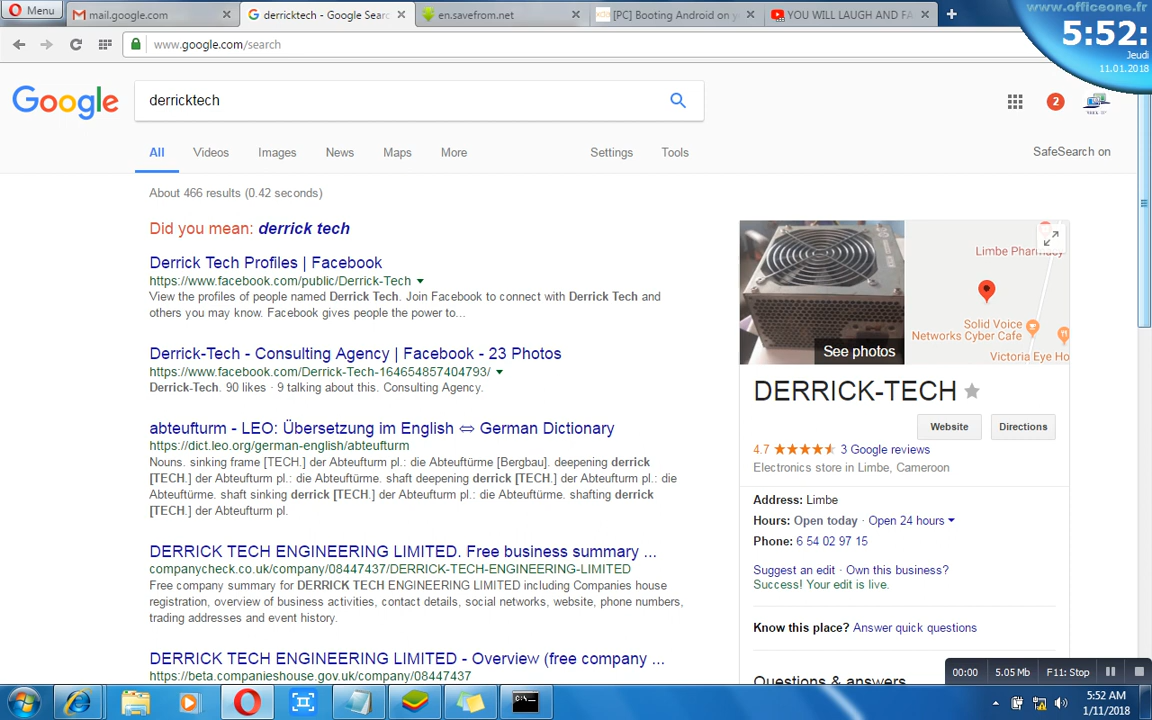 Menu
mail.google.com
derricktech - Google Searc
en.savefrom.net
[PC] Booting Android on y
YOU WILL LAUGH AND FA
www.officeone.fr
5:52:
Jeudi
11.01.2018
www.google.com/search
Google
derricktech
2
All
Videos
Images
News
Maps
More
Settings
Tools
SafeSearch on
About 466 results (0.42 seconds)
Did you mean: derrick tech
Derrick Tech Profiles | Facebook
https://www.facebook.com/public/Derrick-Tech
View the profiles of people named Derrick Tech. Join Facebook to connect with Derrick Tech and
others you may know. Facebook gives people the power to...
Derrick-Tech - Consulting Agency | Facebook - 23 Photos
https://www.facebook.com/Derrick-Tech-164654857404793/
Derrick-Tech. 90 likes · 9 talking about this. Consulting Agency.
abteufturm - LEO: Übersetzung im English ⇔ German Dictionary
https://dict.leo.org/german-english/abteufturm
Nouns. sinking frame [TECH.] der Abteufturm pl.: die Abteuftürme [Bergbau]. deepening derrick
[TECH.] der Abteufturm pl.: die Abteuftürme. shaft deepening derrick [TECH.] der Abteufturm pl.: die
Abteuftürme. shaft sinking derrick [TECH.] der Abteufturm pl.: die Abteuftürme. shafting derrick
[TECH.] der Abteufturm pl.
DERRICK TECH ENGINEERING LIMITED. Free business summary ...
companycheck.co.uk/company/08447437/DERRICK-TECH-ENGINEERING-LIMITED
Free company summary for DERRICK TECH ENGINEERING LIMITED including Companies house
registration, overview of business activities, contact details, social networks, website, phone numbers,
trading addresses and event history.
DERRICK TECH ENGINEERING LIMITED - Overview (free company ...
https://beta.companieshouse.gov.uk/company/08447437
See photos
Limbe Pharmacy
Solid Voice
Networks Cyber Cafe
Victoria Eye Ho
DERRICK-TECH
Website
Directions
4.7
3 Google reviews
Electronics store in Limbe, Cameroon
Address: Limbe
Hours: Open today · Open 24 hours
Phone: 6 54 02 97 15
Suggest an edit · Own this business?
Success! Your edit is live.
Know this place? Answer quick questions
Questions & answers
00:00
5.05 Mb
F11: Stop
5:52 AM
1/11/2018